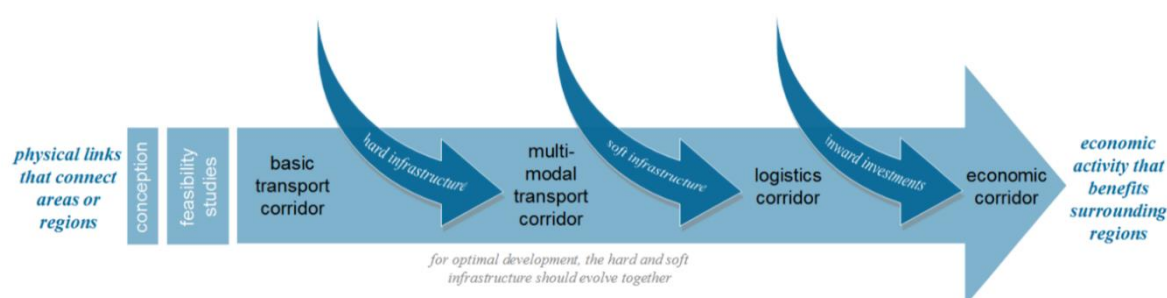 physical links
that connect
areas or
regions
conception
feasibility
studies
basic
transport
corridor
hard infrastructure
multi-
modal
transport
corridor
soft infrastructure
logistics
corridor
inward investments
economic
corridor
economic
activity that
benefits
surrounding
regions
for optimal development, the hard and soft
infrastructure should evolve together